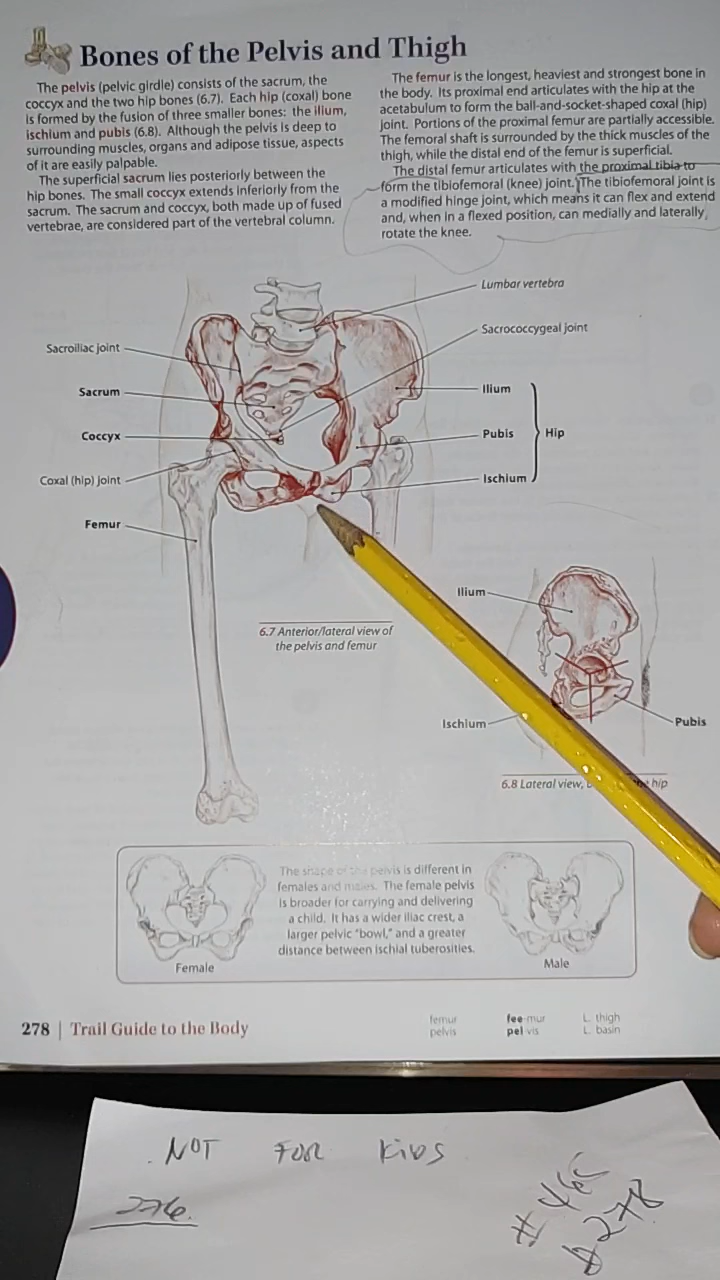 Bones of the Pelvis and Thigh
The pelvis (pelvic girdle) consists of the sacrum, the
coccyx and the two hip bones (6.7). Each hip (coxal) bone
is formed by the fusion of three smaller bones: the ilium,
ischium and pubis (6.8). Although the pelvis is deep to
surrounding muscles, organs and adipose tissue, aspects
of it are easily palpable.
The superficial sacrum lies posteriorly between the
hip bones. The small coccyx extends inferiorly from the
sacrum. The sacrum and coccyx, both made up of fused
vertebrae, are considered part of the vertebral column.
The femur is the longest, heaviest and strongest bone in
the body. Its proximal end articulates with the hip at the
acetabulum to form the ball-and-socket-shaped coxal (hip)
joint. Portions of the proximal femur are partially accessible.
The femoral shaft is surrounded by the thick muscles of the
thigh, while the distal end of the femur is superficial.
The distal femur articulates with the proximal tibia to
form the tibiofemoral (knee) joint. The tibiofemoral joint is
a modified hinge joint, which means it can flex and extend
and, when in a flexed position, can medially and laterally
rotate the knee.
Lumbar vertebra
Sacrococcygeal joint
Sacroiliac joint
Sacrum
Ilium
Coccyx
Pubis
Hip
Coxal (hip) joint
Ischium
Femur
Ilium
6.7 Anterior/lateral view of
the pelvis and femur
Ischium
Pubis
6.8 Lateral view, hip
The shape of the pelvis is different in
females and males. The female pelvis
is broader for carrying and delivering
a child. It has a wider iliac crest, a
larger pelvic "bowl," and a greater
distance between ischial tuberosities.
Female
Male
278 | Trail Guide to the Body
femur fee-mur L. thigh
pelvis pel-vis L. basin
NOT FOR KIDS
276.
#278